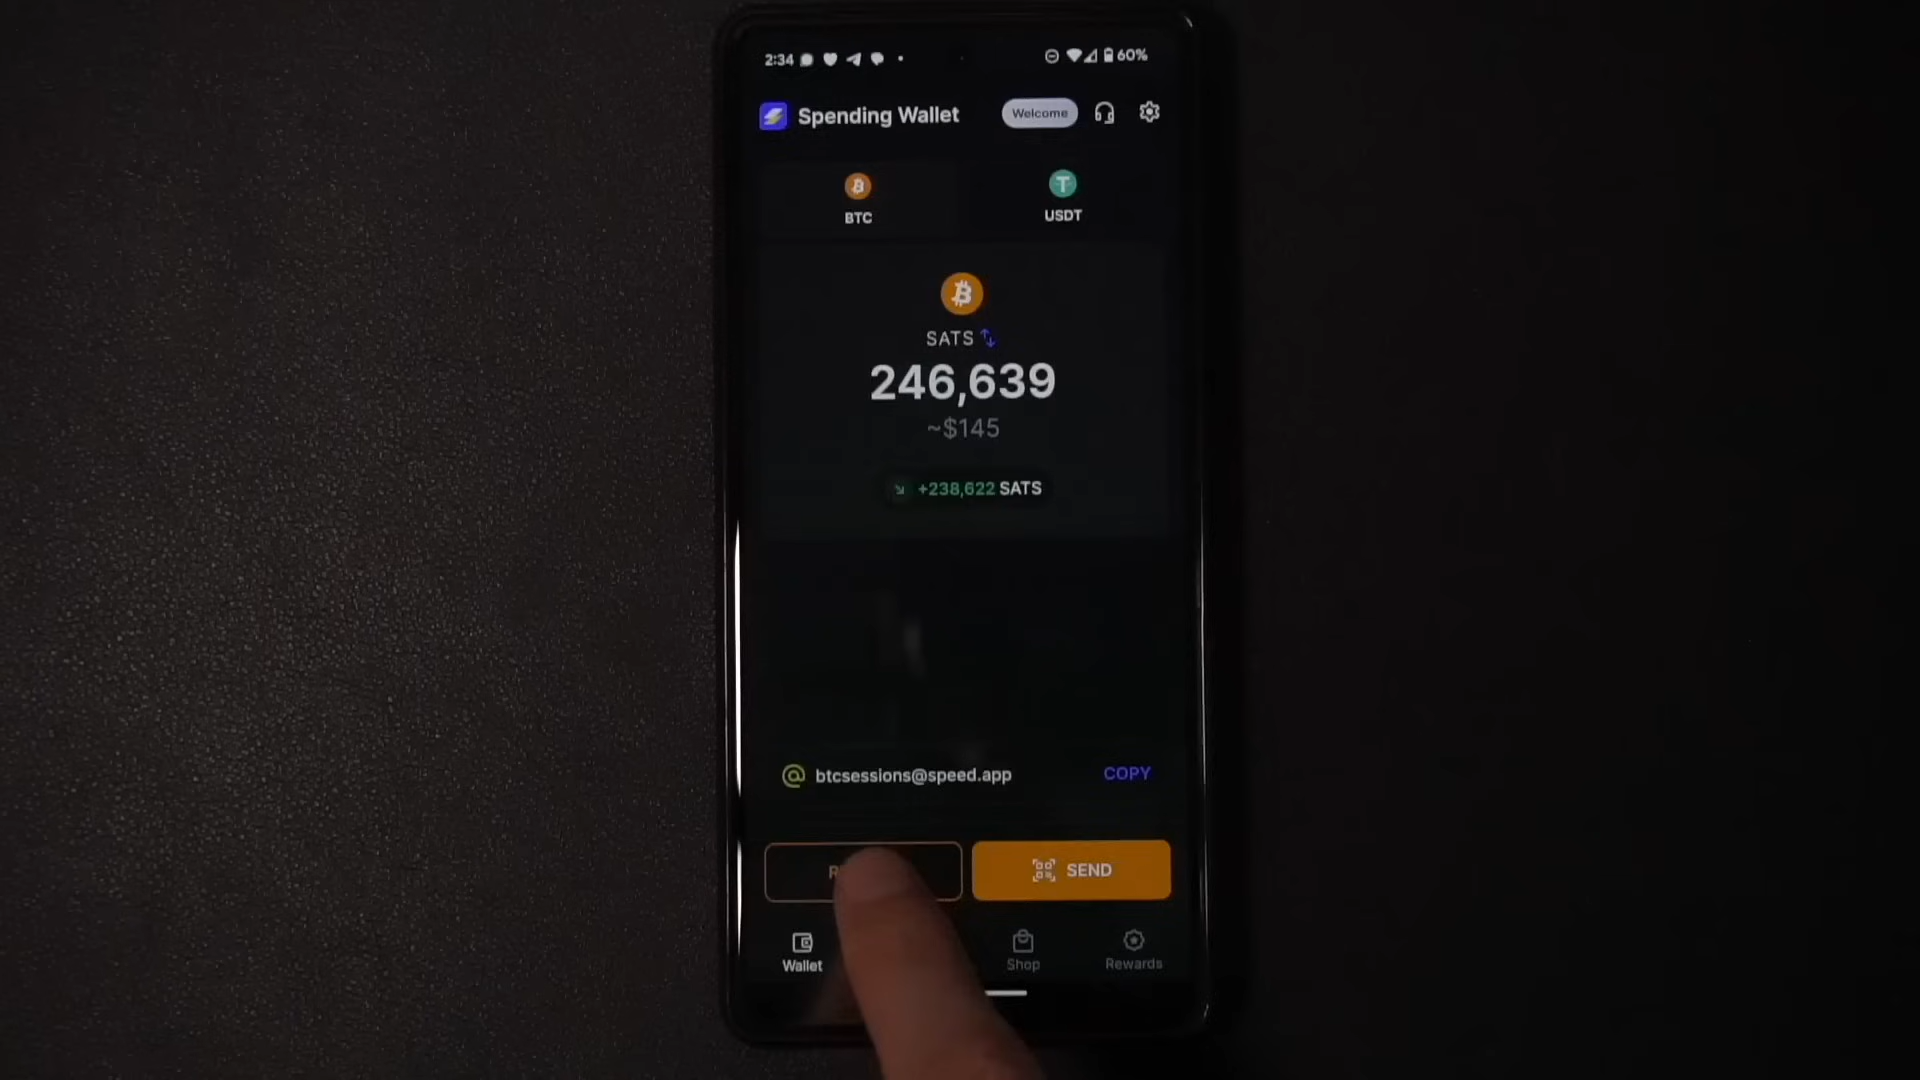 2:34
60%
Spending Wallet
Welcome
BTC
USDT
SATS
246,639
~$145
+238,622 SATS
@ btcsessions@speed.app
COPY
SEND
Wallet
Shop
Rewards